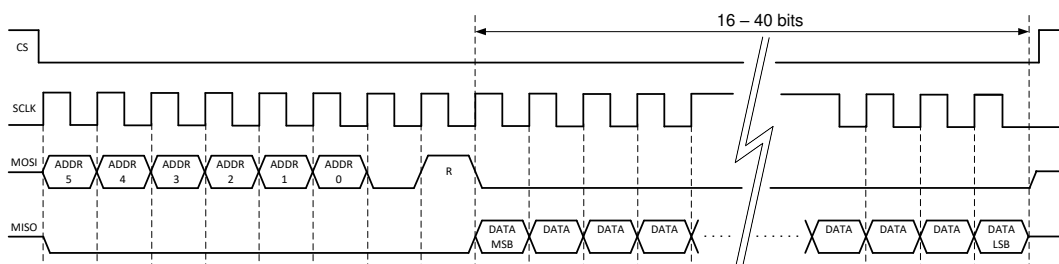 16 – 40 bits
CS
SCLK
MOSI
ADDR 5
ADDR 4
ADDR 3
ADDR 2
ADDR 1
ADDR 0
R
MISO
DATA MSB
DATA
DATA
DATA
DATA
DATA
DATA
DATA LSB